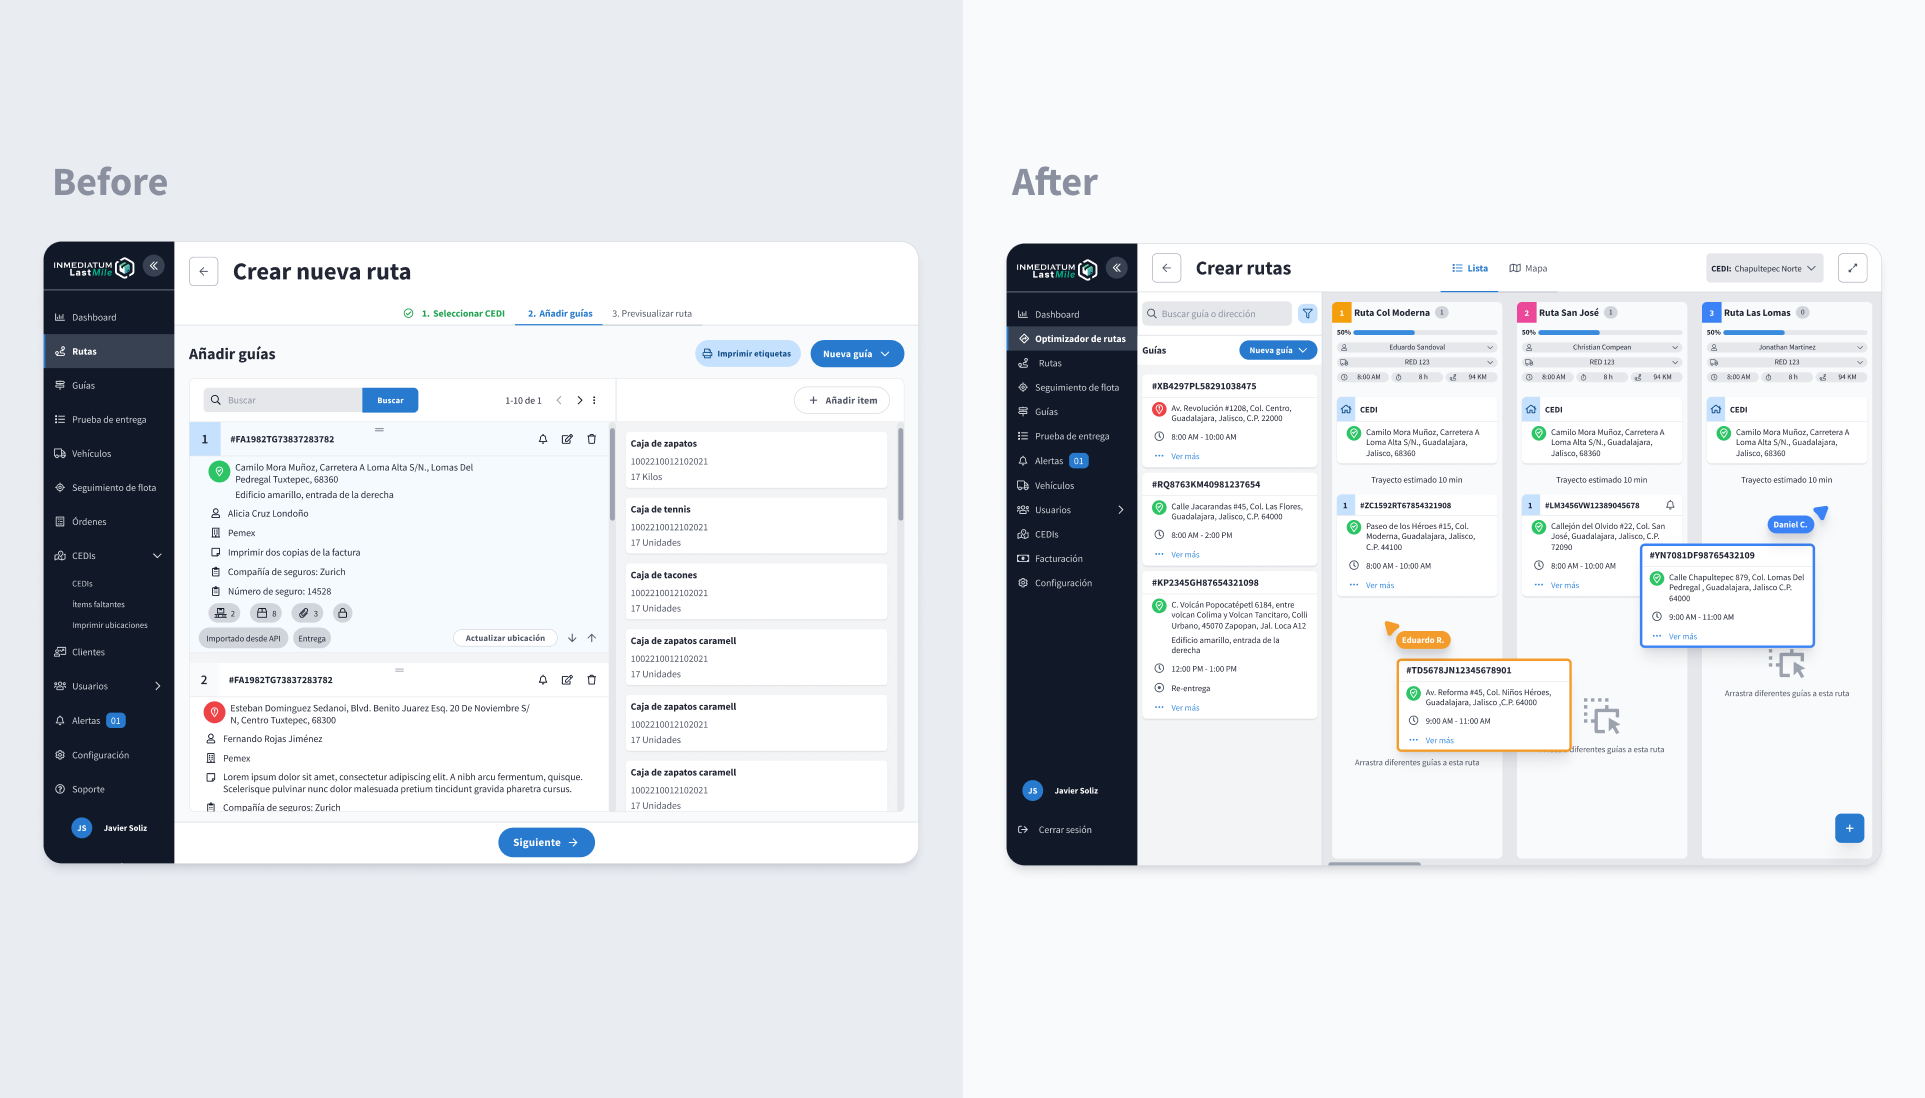 Before
INMEDIATUM
LastMile
Dashboard
Rutas
Guías
Prueba de entrega
Vehículos
Seguimiento de flota
Órdenes
CEDIs
CEDIs
Ítems faltantes
Imprimir ubicaciones
Clientes
Usuarios
Alertas 01
Configuración
Soporte
JS Javier Soliz
Crear nueva ruta
1. Seleccionar CEDI 2. Añadir guías 3. Previsualizar ruta
Añadir guías
Imprimir etiquetas
Nueva guía
Buscar Buscar 1-10 de 1
1 #FA1982TG73837283782
Camilo Mora Muñoz, Carretera A Loma Alta S/N., Lomas Del
Pedregal Tuxtepec, 68360
Edificio amarillo, entrada de la derecha
Alicia Cruz Londoño
Pemex
Imprimir dos copias de la factura
Compañía de seguros: Zurich
Número de seguro: 14528
2 8 3
Importado desde API Entrega Actualizar ubicación
2 #FA1982TG73837283782
Esteban Dominguez Sedanoi, Blvd. Benito Juarez Esq. 20 De Noviembre S/
N, Centro Tuxtepec, 68300
Fernando Rojas Jiménez
Pemex
Lorem ipsum dolor sit amet, consectetur adipiscing elit. A nibh arcu fermentum, quisque.
Scelerisque pulvinar nunc dolor malesuada pretium tincidunt gravida pharetra cursus.
Compañía de seguros: Zurich
Añadir item
Caja de zapatos
1002210012102021
17 Kilos
Caja de tennis
1002210012102021
17 Unidades
Caja de tacones
1002210012102021
17 Unidades
Caja de zapatos caramell
1002210012102021
17 Unidades
Caja de zapatos caramell
1002210012102021
17 Unidades
Caja de zapatos caramell
1002210012102021
17 Unidades
Siguiente
After
INMEDIATUM
LastMile
Dashboard
Optimizador de rutas
Rutas
Seguimiento de flota
Guías
Prueba de entrega
Alertas 01
Vehículos
Usuarios
CEDIs
Facturación
Configuración
JS Javier Soliz
Cerrar sesión
Crear rutas
Lista Mapa
CEDI: Chapultepec Norte
Buscar guía o dirección
Guías Nueva guía
#XB4297PL58291038475
Av. Revolución #1208, Col. Centro,
Guadalajara, Jalisco, C.P. 22000
8:00 AM - 10:00 AM
Ver más
#RQ8763KM40981237654
Calle Jacarandas #45, Col. Las Flores,
Guadalajara, Jalisco, C.P. 64000
8:00 AM - 2:00 PM
Ver más
#KP2345GH87654321098
C. Volcán Popocatépetl 6184, entre
volcan Colima y Volcan Tancitaro, Colli
Urbano, 45070 Zapopan, Jal. Loca A12
Edificio amarillo, entrada de la
derecha
12:00 PM - 1:00 PM
Re-entrega
Ver más
1 Ruta Col Moderna 1
50%
Eduardo Sandoval
RED 123
8:00 AM 8 h 94 KM
CEDI
Camilo Mora Muñoz, Carretera A
Loma Alta S/N., Guadalajara,
Jalisco, 68360
Trayecto estimado 10 min
1 #ZC1592RT67854321908
Paseo de los Héroes #15, Col.
Moderna, Guadalajara, Jalisco,
C.P. 44100
8:00 AM - 10:00 AM
Ver más
Eduardo R.
#TD5678JN12345678901
Av. Reforma #45, Col. Niños Héroes,
Guadalajara, Jalisco ,C.P. 64000
9:00 AM - 11:00 AM
Ver más
Arrastra diferentes guías a esta ruta
2 Ruta San José 1
50%
Christian Compean
RED 123
8:00 AM 8 h 94 KM
CEDI
Camilo Mora Muñoz, Carretera A
Loma Alta S/N., Guadalajara,
Jalisco, 68360
Trayecto estimado 10 min
1 #LM3456VW12389045678
Callejón del Olvido #22, Col. San
José, Guadalajara, Jalisco, C.P.
72090
8:00 AM - 10:00 AM
Ver más
diferentes guías a esta ruta
3 Ruta Las Lomas 0
50%
Jonathan Martínez
RED 123
8:00 AM 8 h 94 KM
CEDI
Camilo Mora Muñoz, Carretera A
Loma Alta S/N., Guadalajara,
Jalisco, 68360
Trayecto estimado 10 min
Daniel C.
#YN7081DF98765432109
Calle Chapultepec 879, Col. Lomas Del
Pedregal , Guadalajara, Jalisco C.P.
64000
9:00 AM - 11:00 AM
Ver más
Arrastra diferentes guías a esta ruta